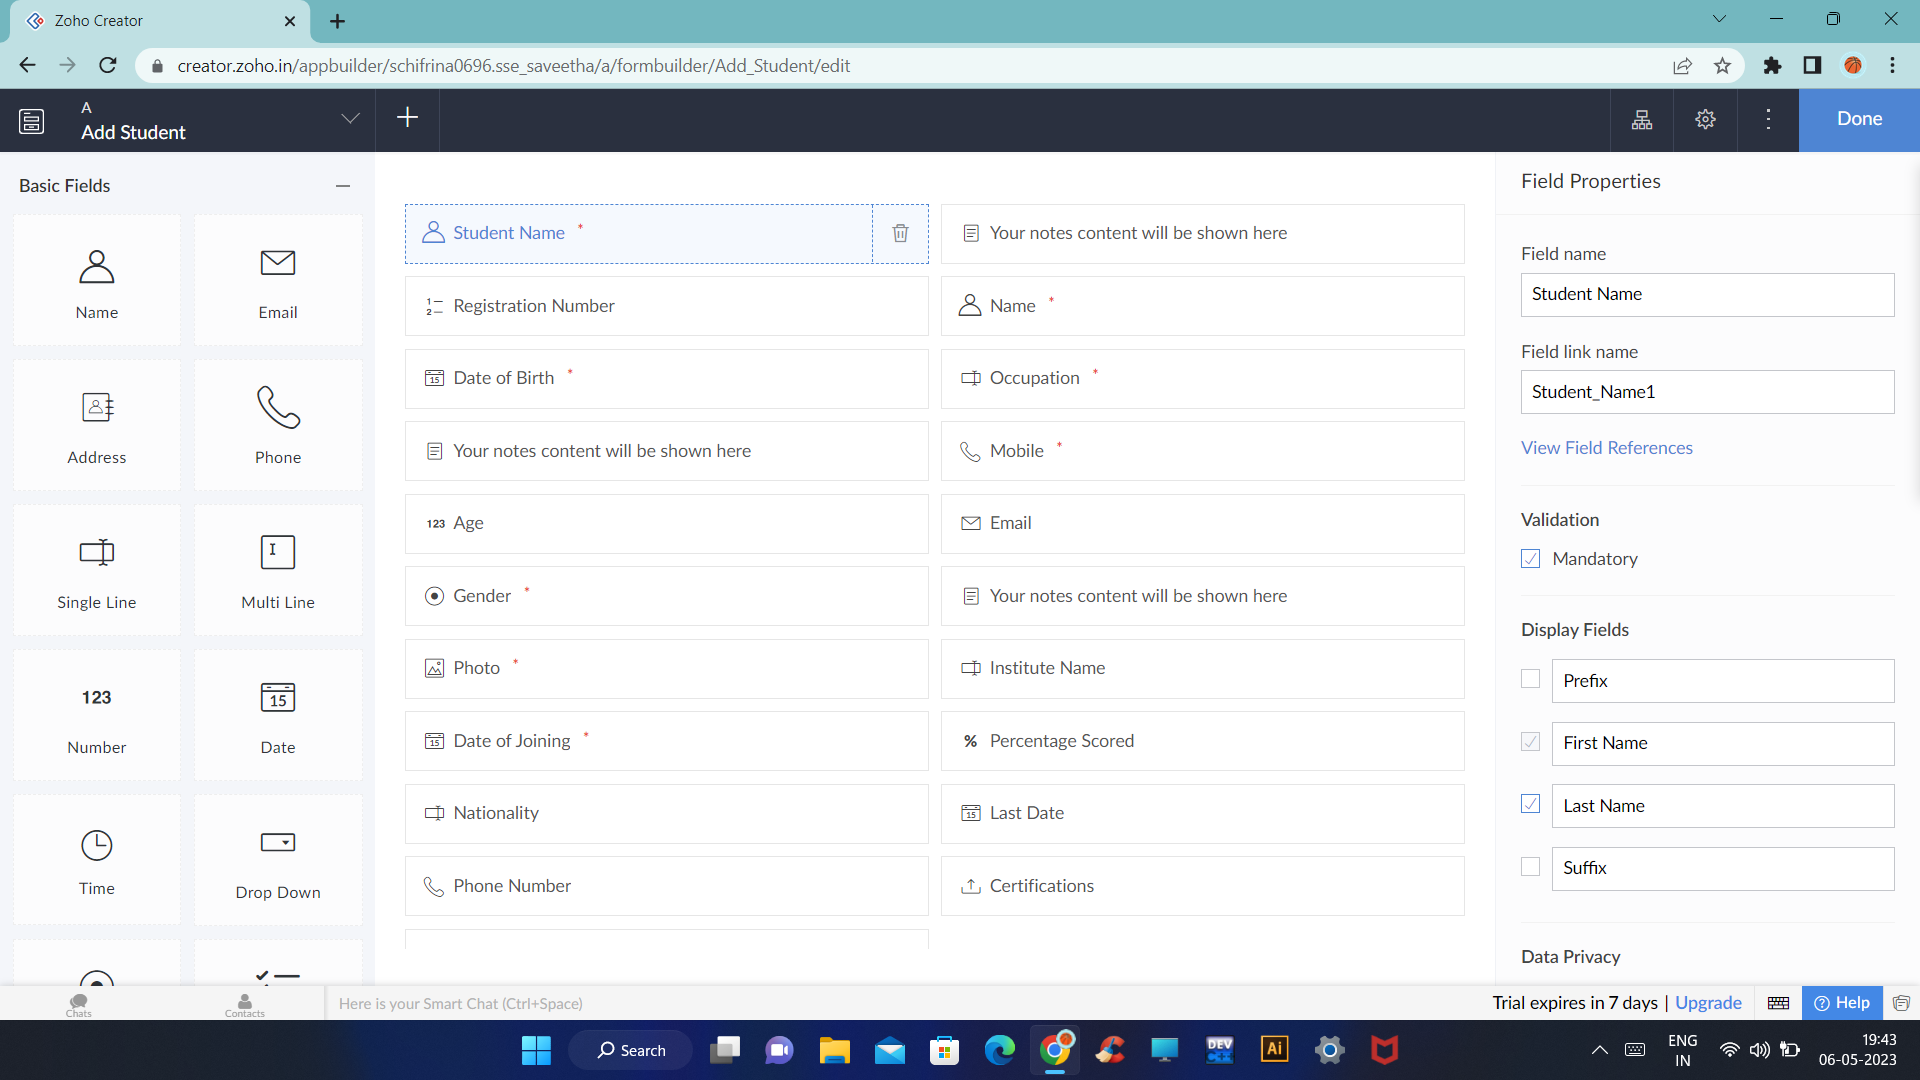 Zoho Creator
creator.zoho.in/appbuilder/schifrina0696.sse_saveetha/a/formbuilder/Add_Student/edit
A
Add Student
Done
Basic Fields
Name
Email
Address
Phone
Single Line
Multi Line
123
Number
15
Date
Time
Drop Down
Student Name *
Your notes content will be shown here
Registration Number
Name *
15 Date of Birth *
Occupation *
Your notes content will be shown here
Mobile *
123 Age
Email
Gender *
Your notes content will be shown here
Photo *
Institute Name
15 Date of Joining *
% Percentage Scored
Nationality
15 Last Date
Phone Number
Certifications
Field Properties
Field name
Student Name
Field link name
Student_Name1
View Field References
Validation
Mandatory
Display Fields
Prefix
First Name
Last Name
Suffix
Data Privacy
Chats
Contacts
Here is your Smart Chat (Ctrl+Space)
Trial expires in 7 days | Upgrade
Help
Search
DEV
C++
Ai
ENG
IN
19:43
06-05-2023